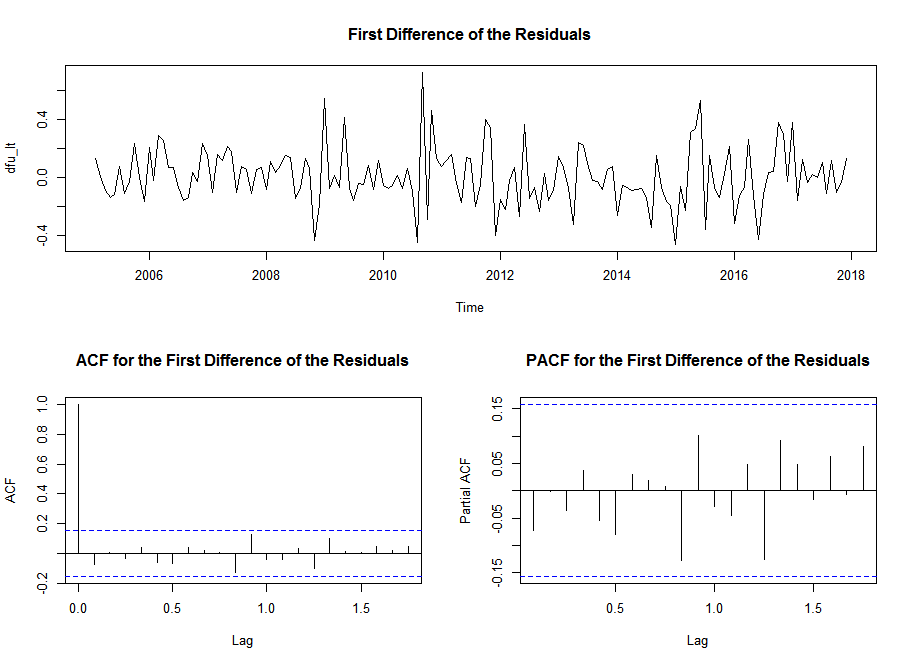 First Difference of the Residuals
dfu_lt
0.4
0.0
-0.4
2006 2008 2010 2012 2014 2016 2018
Time
ACF for the First Difference of the Residuals
ACF
1.0
0.8
0.6
0.4
0.2
-0.2
0.0 0.5 1.0 1.5
Lag
PACF for the First Difference of the Residuals
Partial ACF
0.15
0.05
-0.05
-0.15
0.5 1.0 1.5
Lag